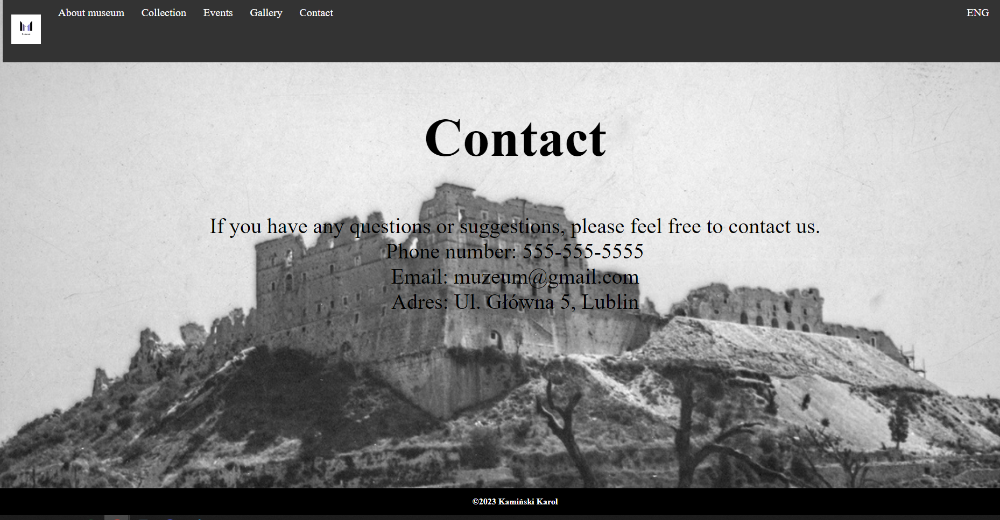 About museum Collection Events Gallery Contact ENG
Contact
If you have any questions or suggestions, please feel free to contact us.
Phone number: 555-555-5555
Email: muzeum@gmail.com
Adres: Ul. Główna 5, Lublin
©2023 Kamiński Karol